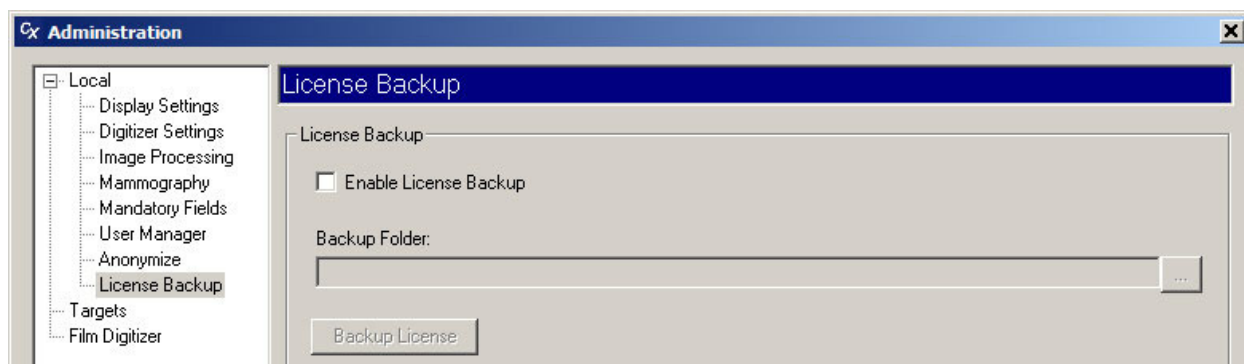 Cx Administration
Local
Display Settings
Digitizer Settings
Image Processing
Mammography
Mandatory Fields
User Manager
Anonymize
License Backup
Targets
Film Digitizer
License Backup
License Backup
Enable License Backup
Backup Folder:
...
Backup License